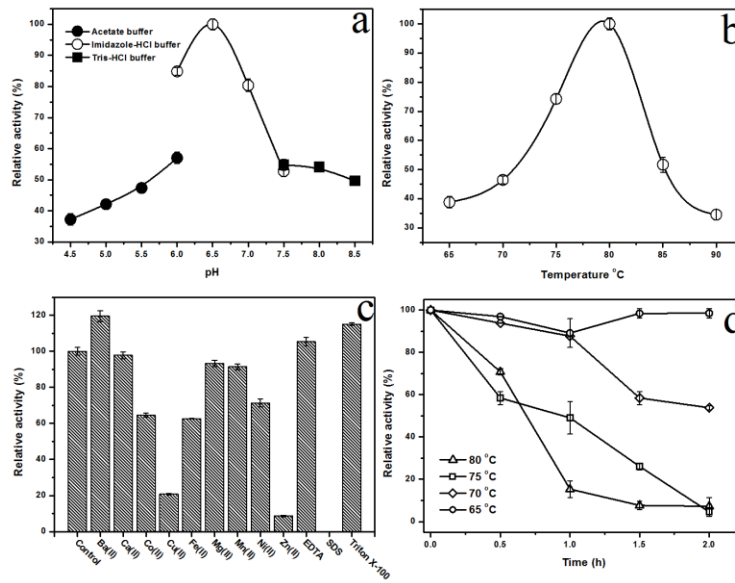 a
Acetate buffer
Imidazole-HCl buffer
Tris-HCl buffer
Relative activity (%)
100
90
80
70
60
50
40
30
4.5 5.0 5.5 6.0 6.5 7.0 7.5 8.0 8.5
pH
b
Relative activity (%)
100
90
80
70
60
50
40
30
65 70 75 80 85 90
Temperature °C
c
Relative activity (%)
120
100
80
60
40
20
0
Control
Ba(II)
Ca(II)
Co(II)
Cu(II)
Fe(II)
Mg(II)
Mn(II)
Ni(II)
Zn(II)
EDTA
SDS
Triton X-100
d
Relative activity (%)
100
80
60
40
20
0
80 °C
75 °C
70 °C
65 °C
0.0 0.5 1.0 1.5 2.0
Time (h)